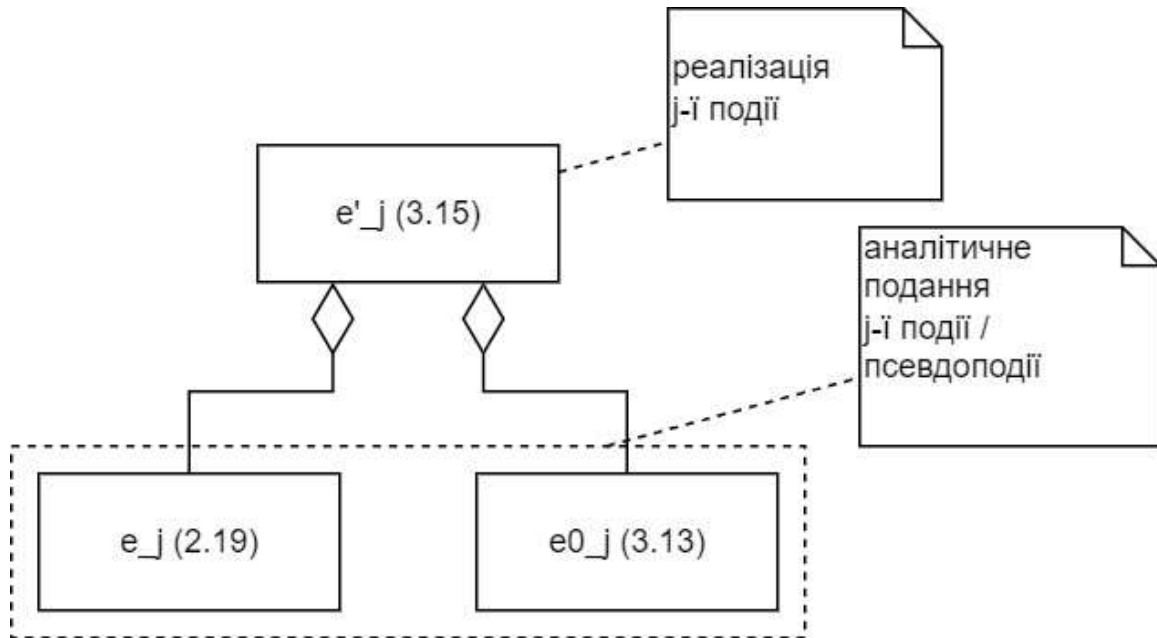 реалізація
j-ї події
e'_j (3.15)
аналітичне
подання
j-ї події /
псевдоподії
e_j (2.19)
e0_j (3.13)